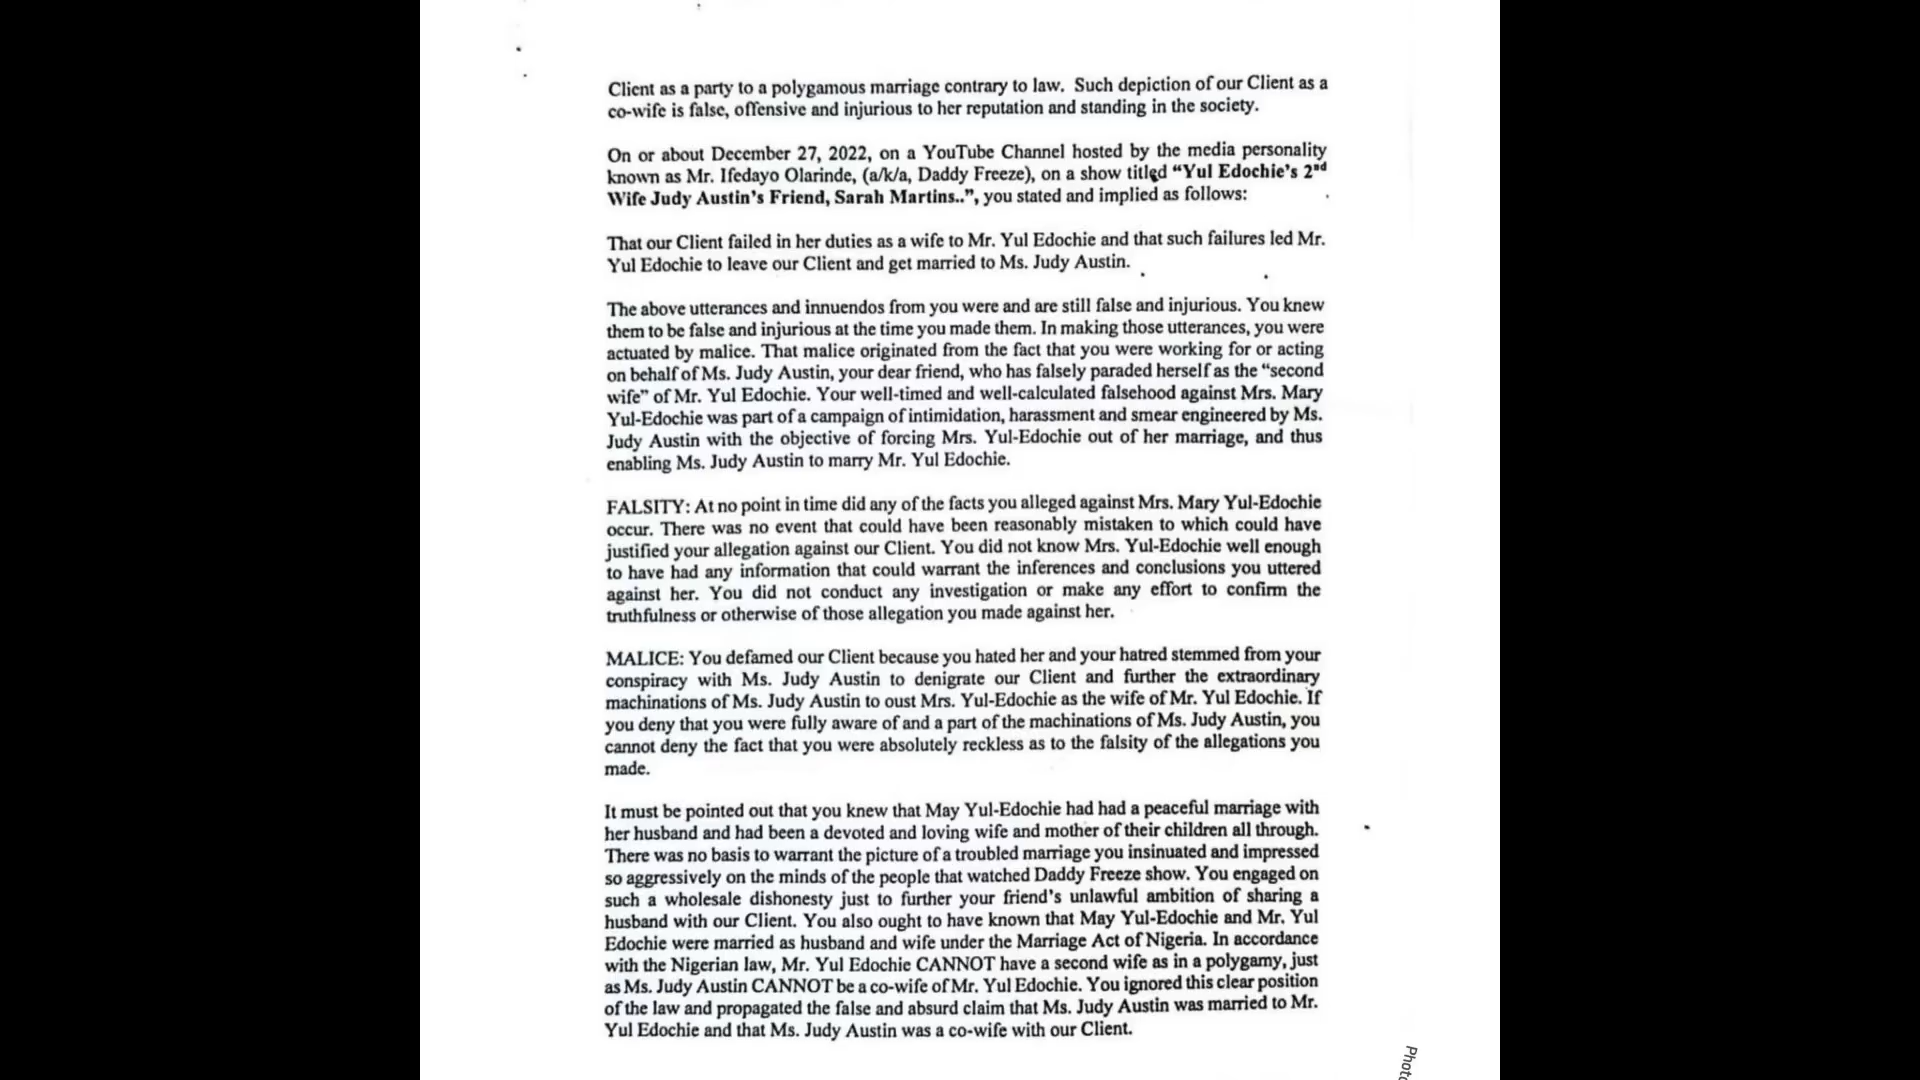 Client as a party to a polygamous marriage contrary to law. Such depiction of our Client as a
co-wife is false, offensive and injurious to her reputation and standing in the society.
On or about December 27, 2022, on a YouTube Channel hosted by the media personality
known as Mr. Ifedayo Olarinde, (a/k/a, Daddy Freeze), on a show titled “Yul Edochie’s 2nd
Wife Judy Austin’s Friend, Sarah Martins..”, you stated and implied as follows:
That our Client failed in her duties as a wife to Mr. Yul Edochie and that such failures led Mr.
Yul Edochie to leave our Client and get married to Ms. Judy Austin.
The above utterances and innuendos from you were and are still false and injurious. You knew
them to be false and injurious at the time you made them. In making those utterances, you were
actuated by malice. That malice originated from the fact that you were working for or acting
on behalf of Ms. Judy Austin, your dear friend, who has falsely paraded herself as the “second
wife” of Mr. Yul Edochie. Your well-timed and well-calculated falsehood against Mrs. Mary
Yul-Edochie was part of a campaign of intimidation, harassment and smear engineered by Ms.
Judy Austin with the objective of forcing Mrs. Yul-Edochie out of her marriage, and thus
enabling Ms. Judy Austin to marry Mr. Yul Edochie.
FALSITY: At no point in time did any of the facts you alleged against Mrs. Mary Yul-Edochie
occur. There was no event that could have been reasonably mistaken to which could have
justified your allegation against our Client. You did not know Mrs. Yul-Edochie well enough
to have had any information that could warrant the inferences and conclusions you uttered
against her. You did not conduct any investigation or make any effort to confirm the
truthfulness or otherwise of those allegation you made against her.
MALICE: You defamed our Client because you hated her and your hatred stemmed from your
conspiracy with Ms. Judy Austin to denigrate our Client and further the extraordinary
machinations of Ms. Judy Austin to oust Mrs. Yul-Edochie as the wife of Mr. Yul Edochie. If
you deny that you were fully aware of and a part of the machinations of Ms. Judy Austin, you
cannot deny the fact that you were absolutely reckless as to the falsity of the allegations you
made.
It must be pointed out that you knew that May Yul-Edochie had had a peaceful marriage with
her husband and had been a devoted and loving wife and mother of their children all through.
There was no basis to warrant the picture of a troubled marriage you insinuated and impressed
so aggressively on the minds of the people that watched Daddy Freeze show. You engaged on
such a wholesale dishonesty just to further your friend’s unlawful ambition of sharing a
husband with our Client. You also ought to have known that May Yul-Edochie and Mr. Yul
Edochie were married as husband and wife under the Marriage Act of Nigeria. In accordance
with the Nigerian law, Mr. Yul Edochie CANNOT have a second wife as in a polygamy, just
as Ms. Judy Austin CANNOT be a co-wife of Mr. Yul Edochie. You ignored this clear position
of the law and propagated the false and absurd claim that Ms. Judy Austin was married to Mr.
Yul Edochie and that Ms. Judy Austin was a co-wife with our Client.